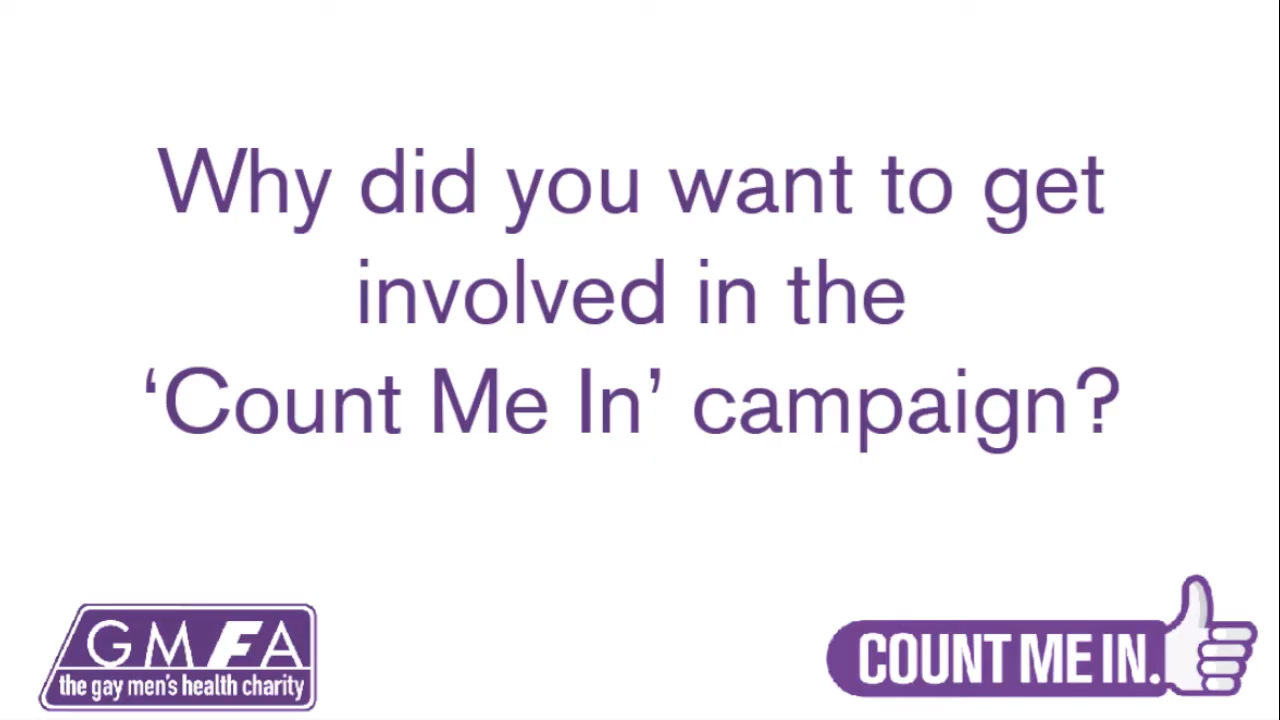 Why did you want to get
involved in the
‘Count Me In’ campaign?
GMFA
the gay men's health charity
COUNT ME IN.